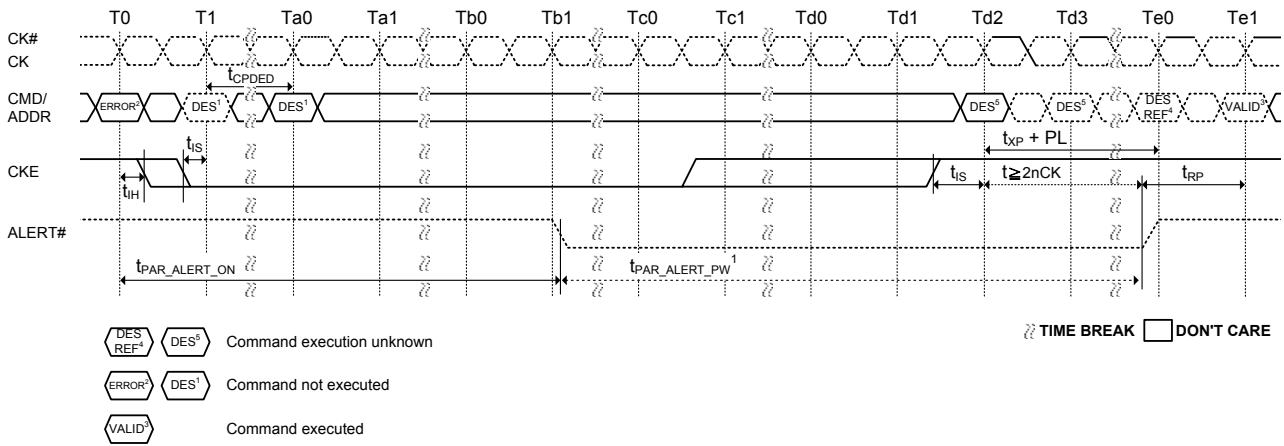 T0 T1 Ta0 Ta1 Tb0 Tb1 Tc0 Tc1 Td0 Td1 Td2 Td3 Te0 Te1
CK#
CK
tCPDED
CMD/
ADDR
ERROR² DES¹ DES¹ DES⁵ DES⁵ DES
REF⁴ VALID³
tIS
tXP + PL
CKE
tIH
tIS
t≧2nCK
tRP
ALERT#
tPAR_ALERT_ON
tPAR_ALERT_PW¹
DES
REF⁴ DES⁵ Command execution unknown
TIME BREAK DON'T CARE
ERROR² DES¹ Command not executed
VALID³ Command executed